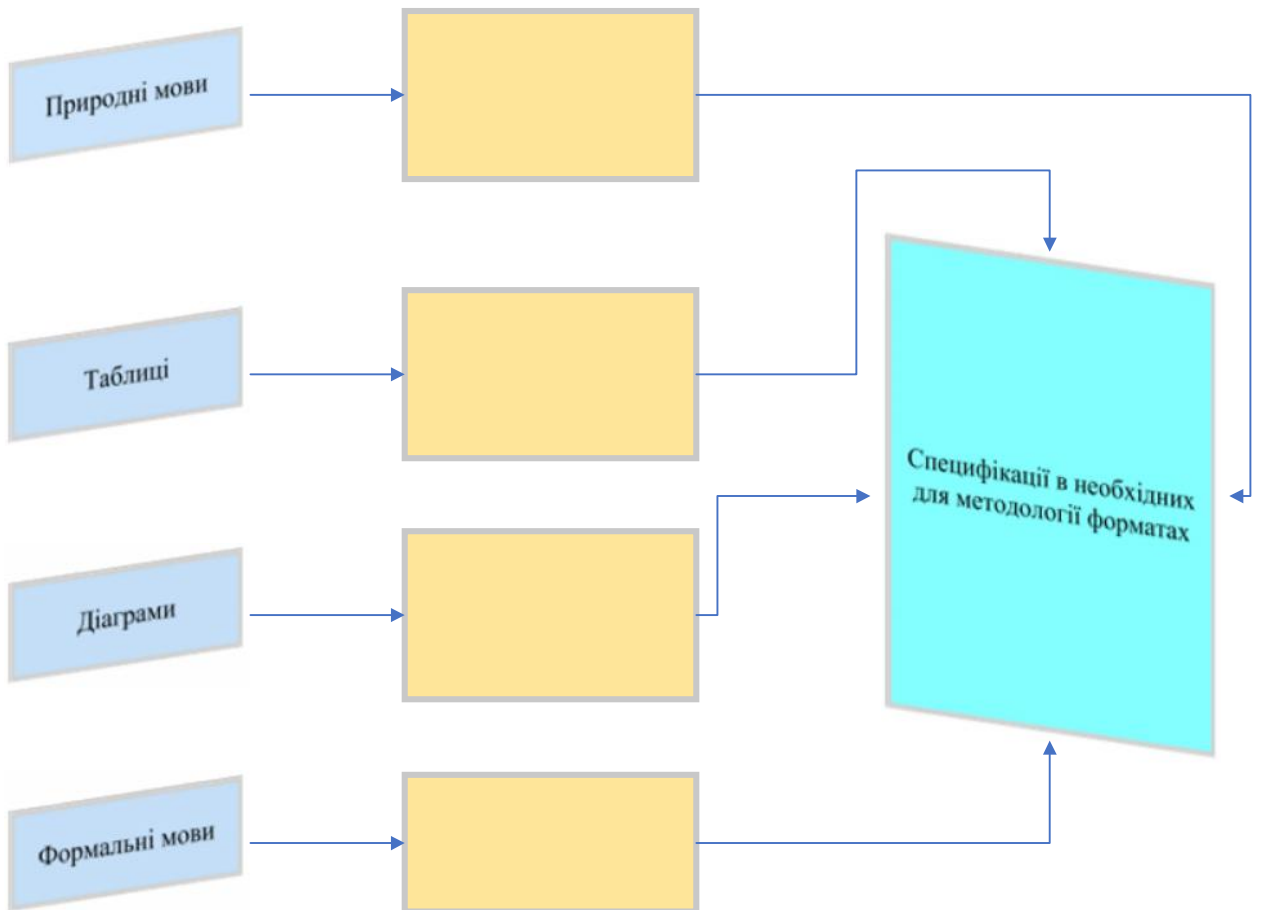 Природні мови
Таблиці
Специфікації в необхідних
для методології форматах
Діаграми
Формальні мови